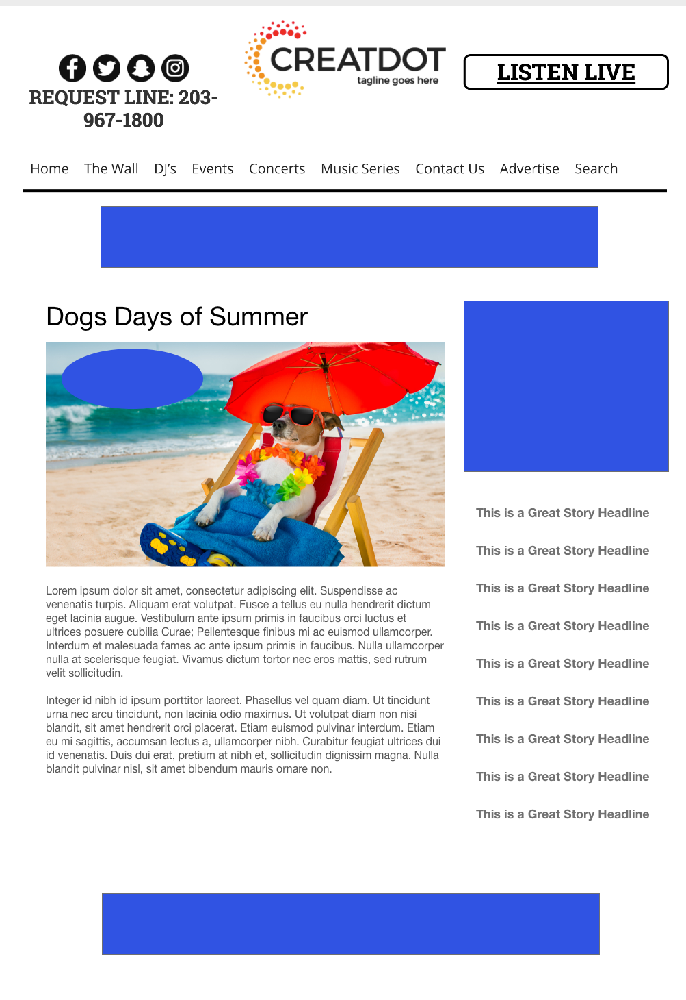 REQUEST LINE: 203-
967-1800
CREATDOT
tagline goes here
LISTEN LIVE
Home The Wall DJ’s Events Concerts Music Series Contact Us Advertise Search
Dogs Days of Summer
Lorem ipsum dolor sit amet, consectetur adipiscing elit. Suspendisse ac
venenatis turpis. Aliquam erat volutpat. Fusce a tellus eu nulla hendrerit dictum
eget lacinia augue. Vestibulum ante ipsum primis in faucibus orci luctus et
ultrices posuere cubilia Curae; Pellentesque finibus mi ac euismod ullamcorper.
Interdum et malesuada fames ac ante ipsum primis in faucibus. Nulla ullamcorper
nulla at scelerisque feugiat. Vivamus dictum tortor nec eros mattis, sed rutrum
velit sollicitudin.
Integer id nibh id ipsum porttitor laoreet. Phasellus vel quam diam. Ut tincidunt
urna nec arcu tincidunt, non lacinia odio maximus. Ut volutpat diam non nisi
blandit, sit amet hendrerit orci placerat. Etiam euismod pulvinar interdum. Etiam
eu mi sagittis, accumsan lectus a, ullamcorper nibh. Curabitur feugiat ultrices dui
id venenatis. Duis dui erat, pretium at nibh et, sollicitudin dignissim magna. Nulla
blandit pulvinar nisl, sit amet bibendum mauris ornare non.
This is a Great Story Headline
This is a Great Story Headline
This is a Great Story Headline
This is a Great Story Headline
This is a Great Story Headline
This is a Great Story Headline
This is a Great Story Headline
This is a Great Story Headline
This is a Great Story Headline